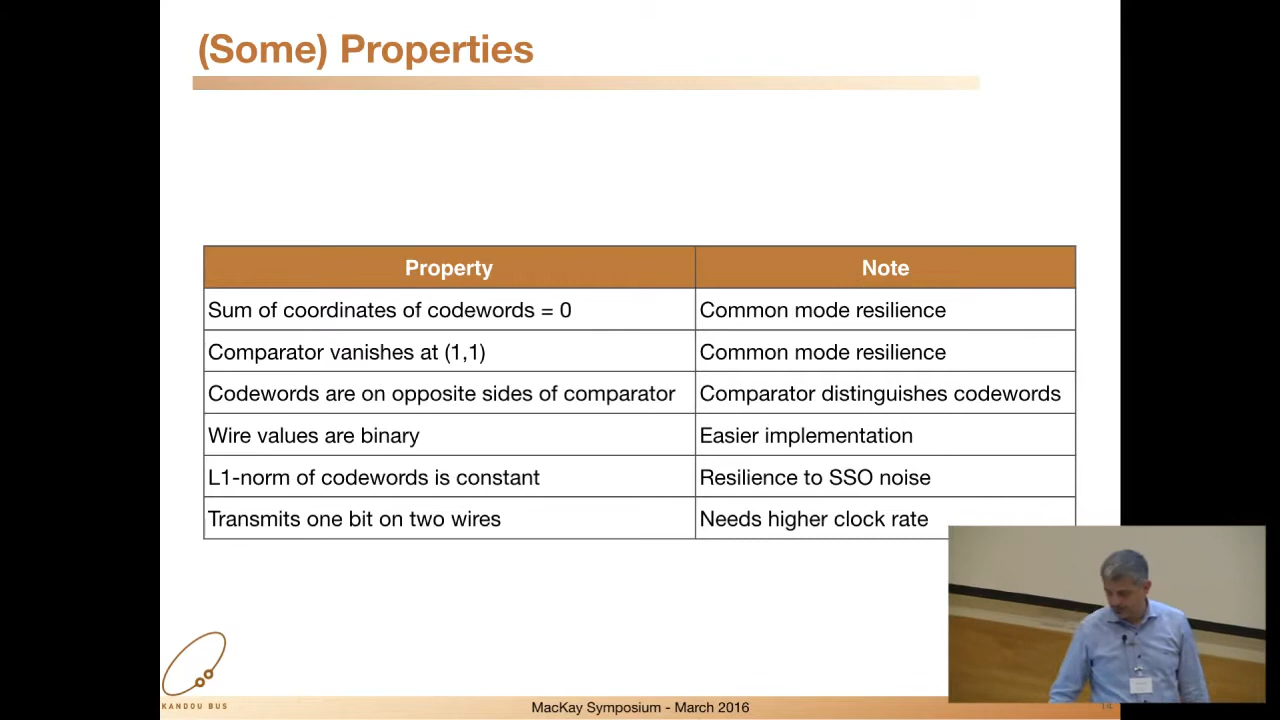 (Some) Properties
Property Note
Sum of coordinates of codewords = 0 Common mode resilience
Comparator vanishes at (1,1) Common mode resilience
Codewords are on opposite sides of comparator Comparator distinguishes codewords
Wire values are binary Easier implementation
L1-norm of codewords is constant Resilience to SSO noise
Transmits one bit on two wires Needs higher clock rate
KANDOU BUS
MacKay Symposium - March 2016